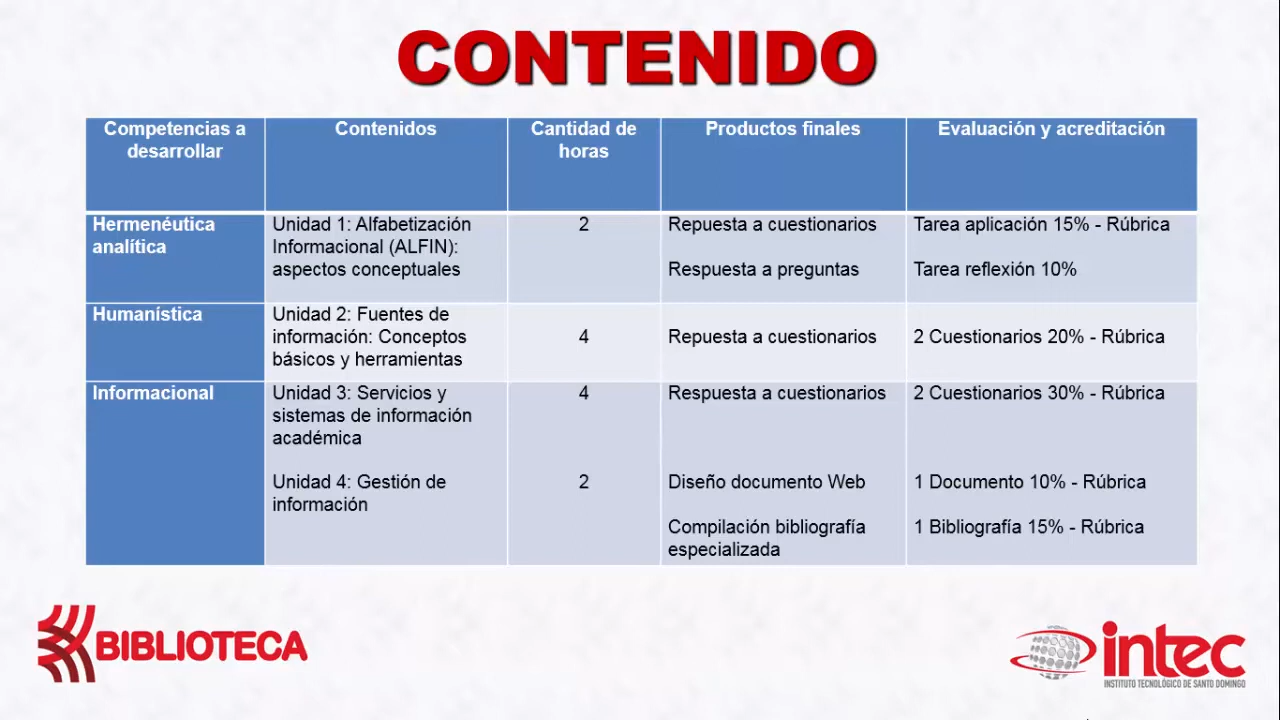 CONTENIDO
Competencias a
desarrollar
Contenidos
Cantidad de
horas
Productos finales
Evaluación y acreditación
Hermenéutica
analítica
Unidad 1: Alfabetización
Informacional (ALFIN):
aspectos conceptuales
2
Repuesta a cuestionarios
Respuesta a preguntas
Tarea aplicación 15% - Rúbrica
Tarea reflexión 10%
Humanística
Unidad 2: Fuentes de
información: Conceptos
básicos y herramientas
4
Repuesta a cuestionarios
2 Cuestionarios 20% - Rúbrica
Informacional
Unidad 3: Servicios y
sistemas de información
académica
4
Respuesta a cuestionarios
2 Cuestionarios 30% - Rúbrica
Unidad 4: Gestión de
información
2
Diseño documento Web
1 Documento 10% - Rúbrica
Compilación bibliografía
especializada
1 Bibliografía 15% - Rúbrica
BIBLIOTECA
intec
INSTITUTO TECNOLÓGICO DE SANTO DOMINGO